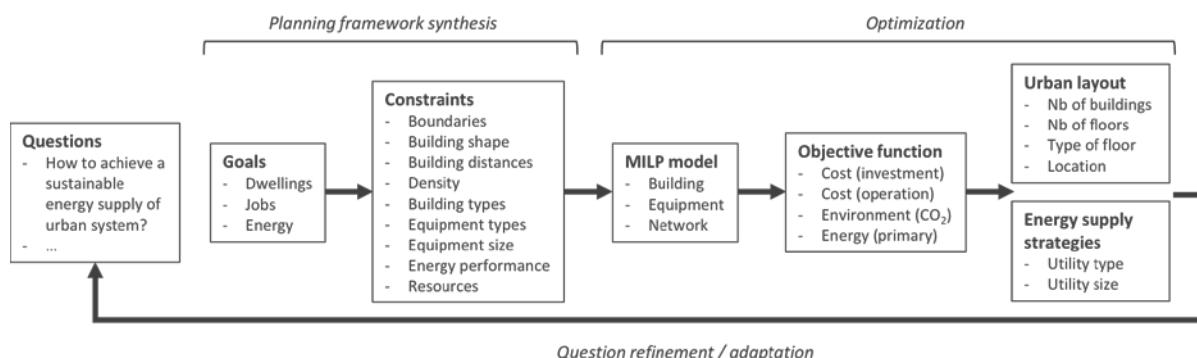 Planning framework synthesis
Optimization
Questions
- How to achieve a
sustainable
energy supply of
urban system?
- ...
Goals
- Dwellings
- Jobs
- Energy
Constraints
- Boundaries
- Building shape
- Building distances
- Density
- Building types
- Equipment types
- Equipment size
- Energy performance
- Resources
MILP model
- Building
- Equipment
- Network
Objective function
- Cost (investment)
- Cost (operation)
- Environment (CO₂)
- Energy (primary)
Urban layout
- Nb of buildings
- Nb of floors
- Type of floor
- Location
Energy supply
strategies
- Utility type
- Utility size
Question refinement / adaptation